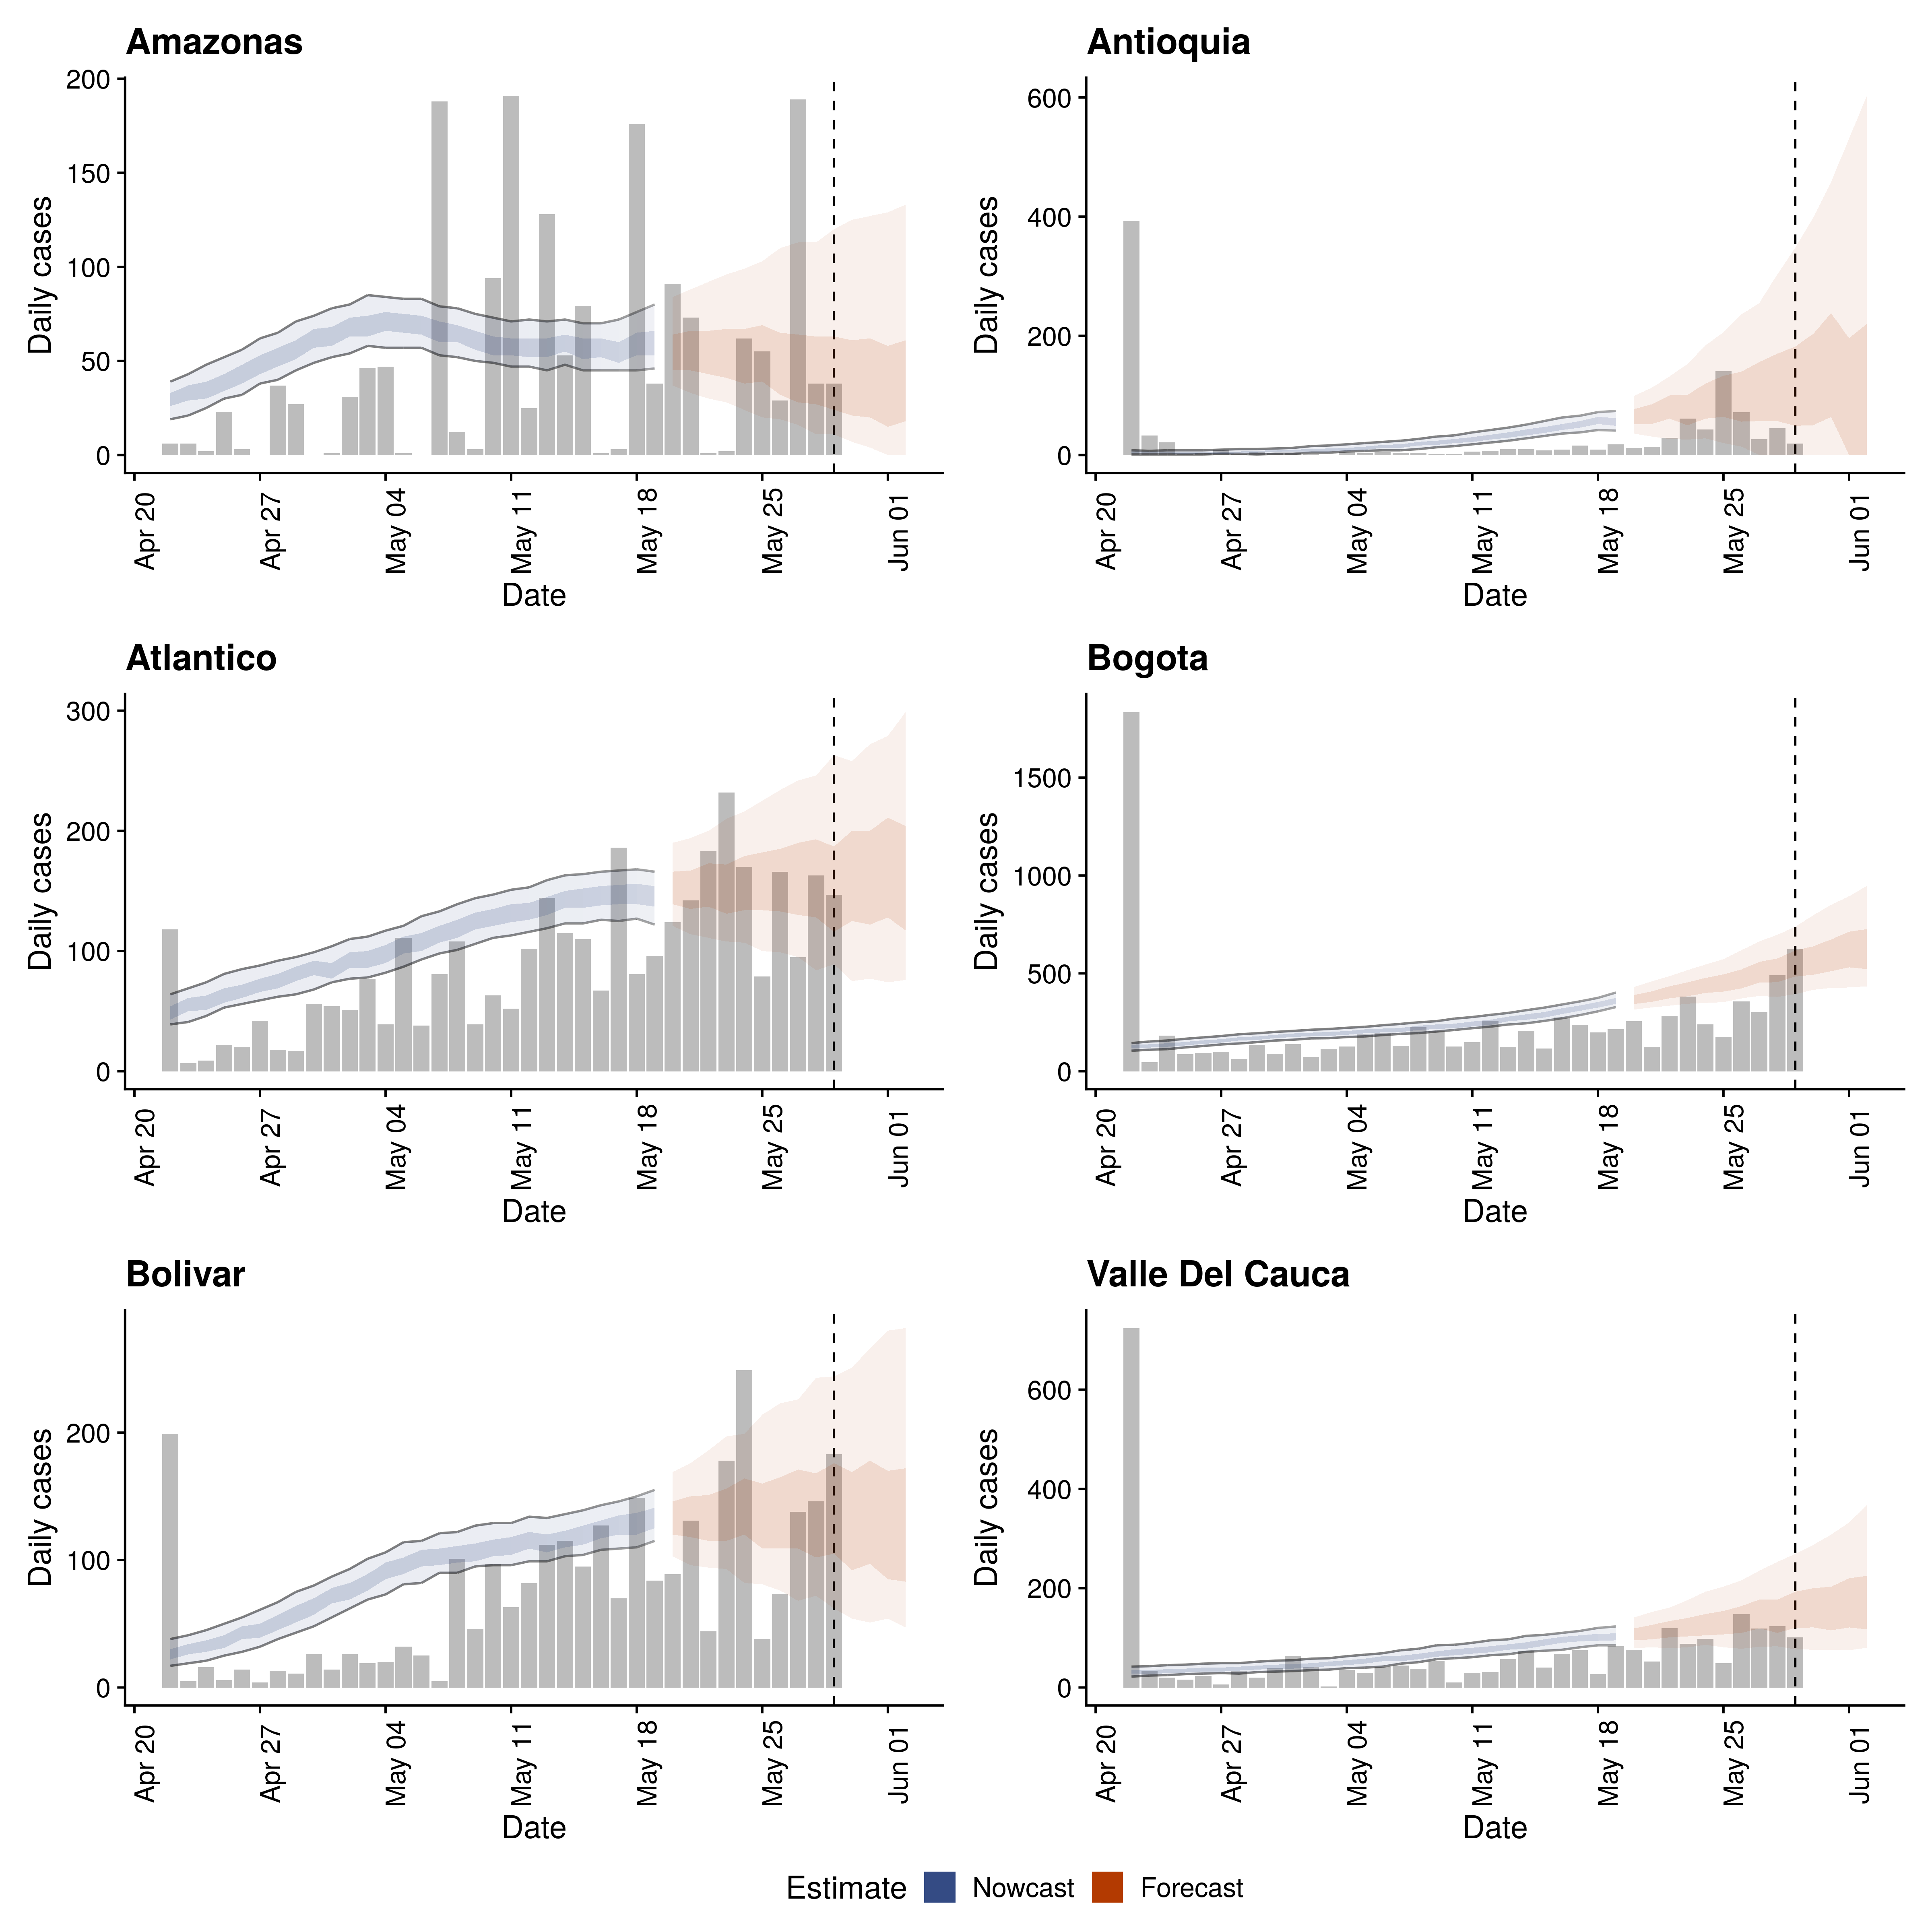 Amazonas
Daily cases
200
150
100
50
0
Apr 20
Apr 27
May 04
May 11
May 18
May 25
Jun 01
Date
Antioquia
Daily cases
600
400
200
0
Apr 20
Apr 27
May 04
May 11
May 18
May 25
Jun 01
Date
Atlantico
Daily cases
300
200
100
0
Apr 20
Apr 27
May 04
May 11
May 18
May 25
Jun 01
Date
Bogota
Daily cases
1500
1000
500
0
Apr 20
Apr 27
May 04
May 11
May 18
May 25
Jun 01
Date
Bolivar
Daily cases
200
100
0
Apr 20
Apr 27
May 04
May 11
May 18
May 25
Jun 01
Date
Valle Del Cauca
Daily cases
600
400
200
0
Apr 20
Apr 27
May 04
May 11
May 18
May 25
Jun 01
Date
Estimate Nowcast Forecast